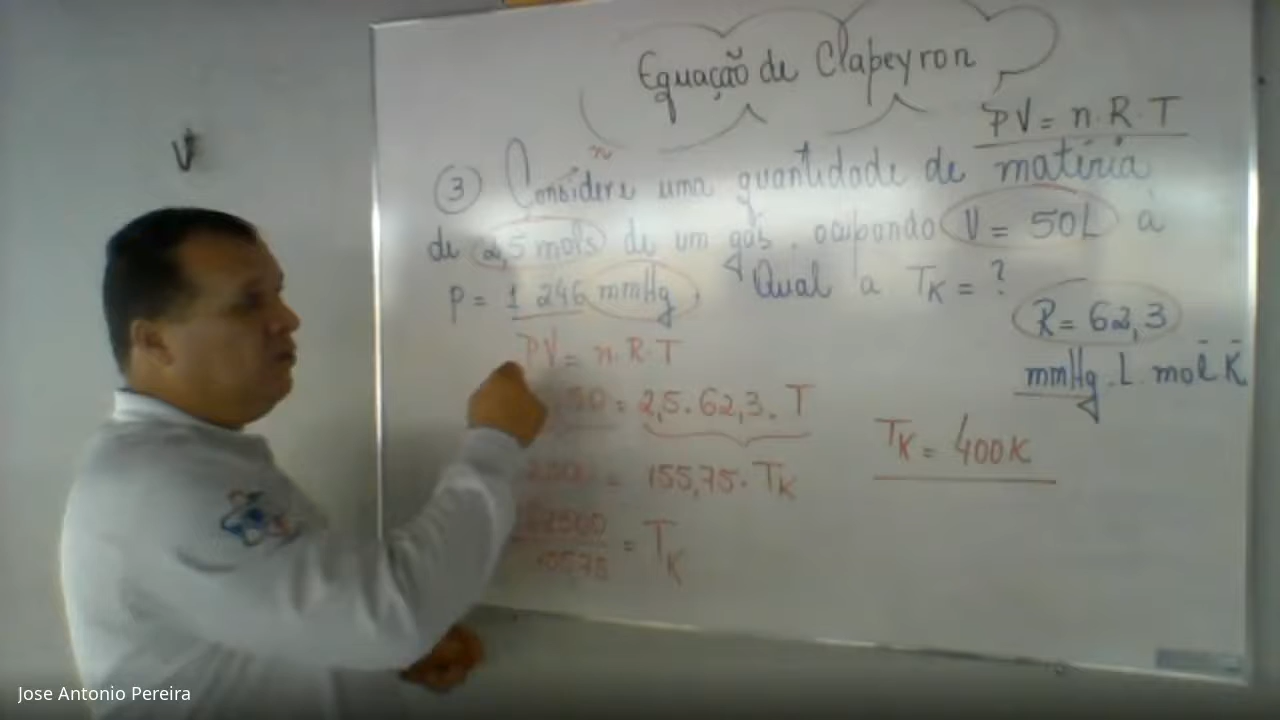 Equação de Clapeyron
PV = n.R.T
n
③ Considere uma quantidade de matéria
de 2,5 mols de um gás, ocupando V = 50L à
P = 1 246 mmHg, Qual a TK = ?
R = 62,3
mmHg.L mol K
PV = n.R.T
50 = 2,5.62,3.T
= 155,75.TK
= TK
TK = 400K
V
Jose Antonio Pereira